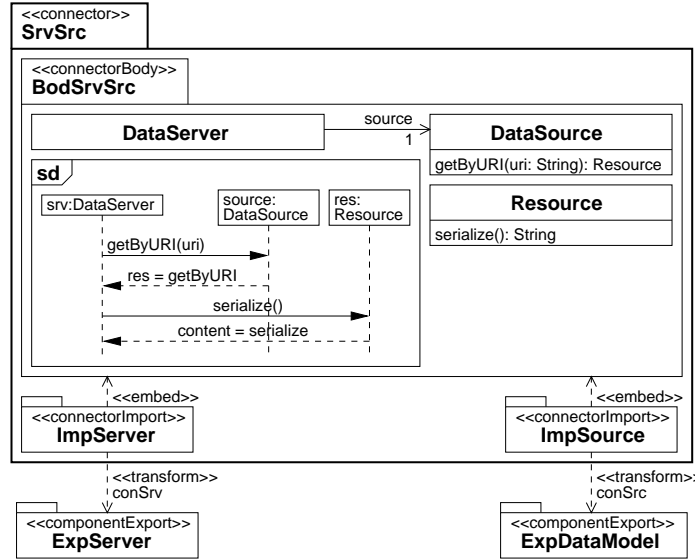 <<connector>>
SrvSrc
<<connectorBody>>
BodSrvSrc
DataServer
source
1
DataSource
getByURI(uri: String): Resource
Resource
serialize(): String
sd
srv:DataServer
source:
DataSource
res:
Resource
getByURI(uri)
res = getByURI
serialize()
content = serialize
<<embed>>
<<embed>>
<<connectorImport>>
ImpServer
<<connectorImport>>
ImpSource
<<transform>>
conSrv
<<transform>>
conSrc
<<componentExport>>
ExpServer
<<componentExport>>
ExpDataModel